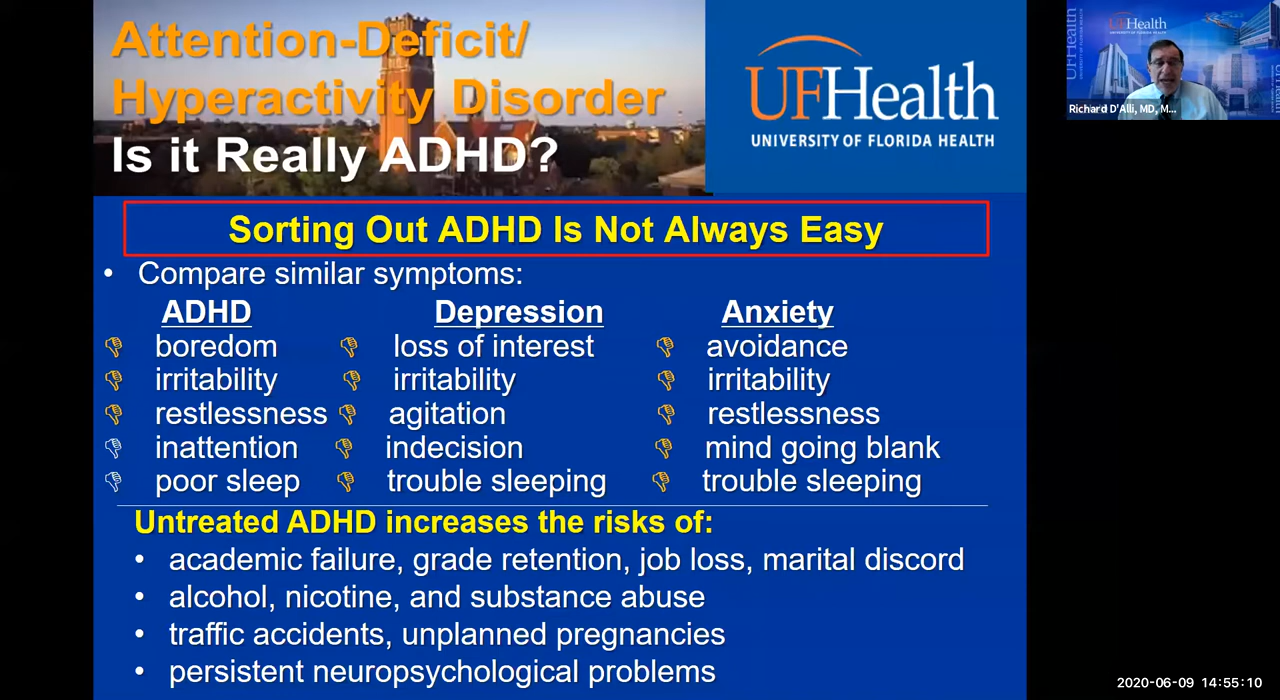 Attention-Deficit/
Hyperactivity Disorder
Is it Really ADHD?
UFHealth
UNIVERSITY OF FLORIDA HEALTH
UFHealth
UFHealth
Richard D'Alli, MD, M...
Sorting Out ADHD Is Not Always Easy
• Compare similar symptoms:
ADHD Depression Anxiety
boredom loss of interest avoidance
irritability irritability irritability
restlessness agitation restlessness
inattention indecision mind going blank
poor sleep trouble sleeping trouble sleeping
Untreated ADHD increases the risks of:
• academic failure, grade retention, job loss, marital discord
• alcohol, nicotine, and substance abuse
• traffic accidents, unplanned pregnancies
• persistent neuropsychological problems
2020-06-09 14:55:10